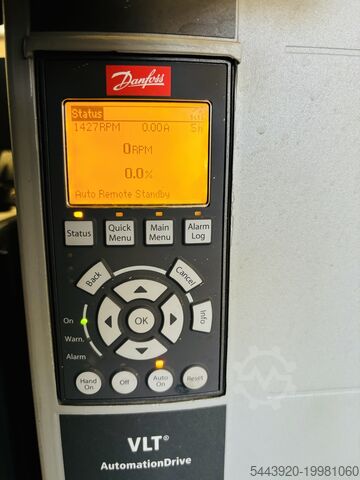 Danfoss
Status
1427RPM 0.00A
0RPM
0.0%
Auto Remote Standby
Status
Quick Menu
Main Menu
Alarm Log
Back
Cancel
Info
OK
On
Warn.
Alarm
Hand On
Off
Auto On
Reset
VLT®
AutomationDrive
5443920-19981060